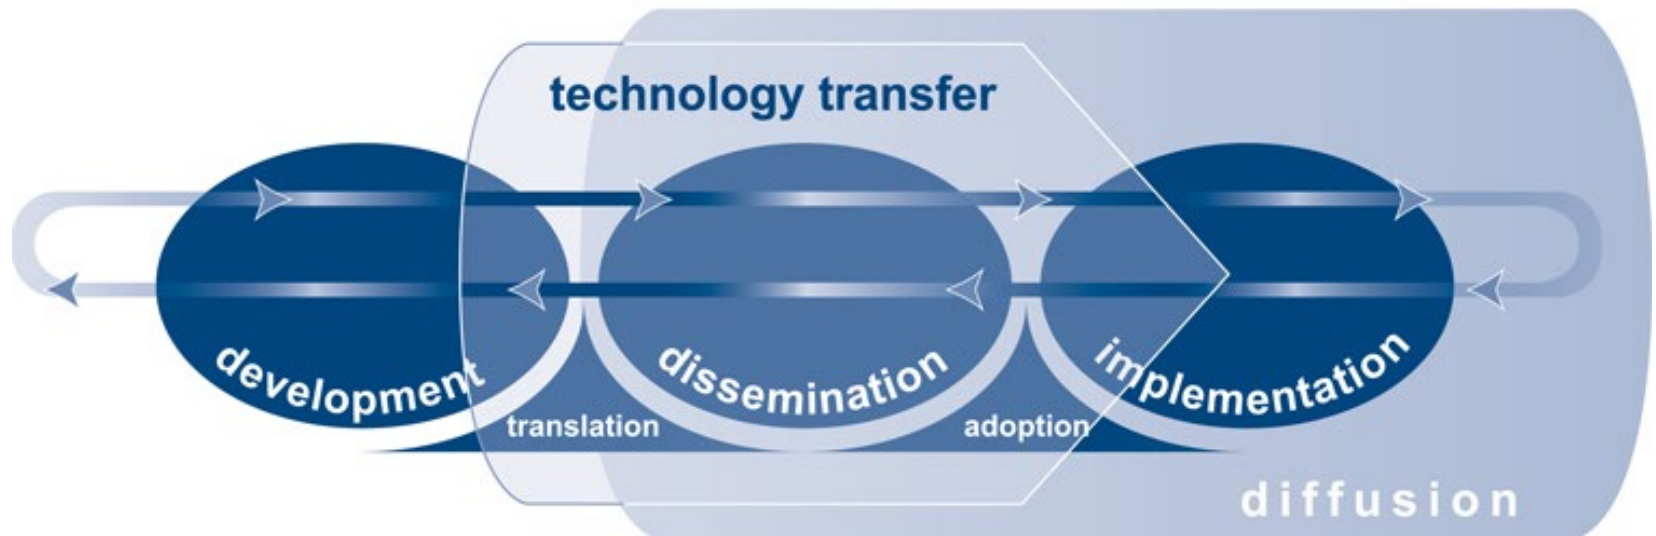 technology transfer
development
dissemination
implementation
translation
adoption
diffusion